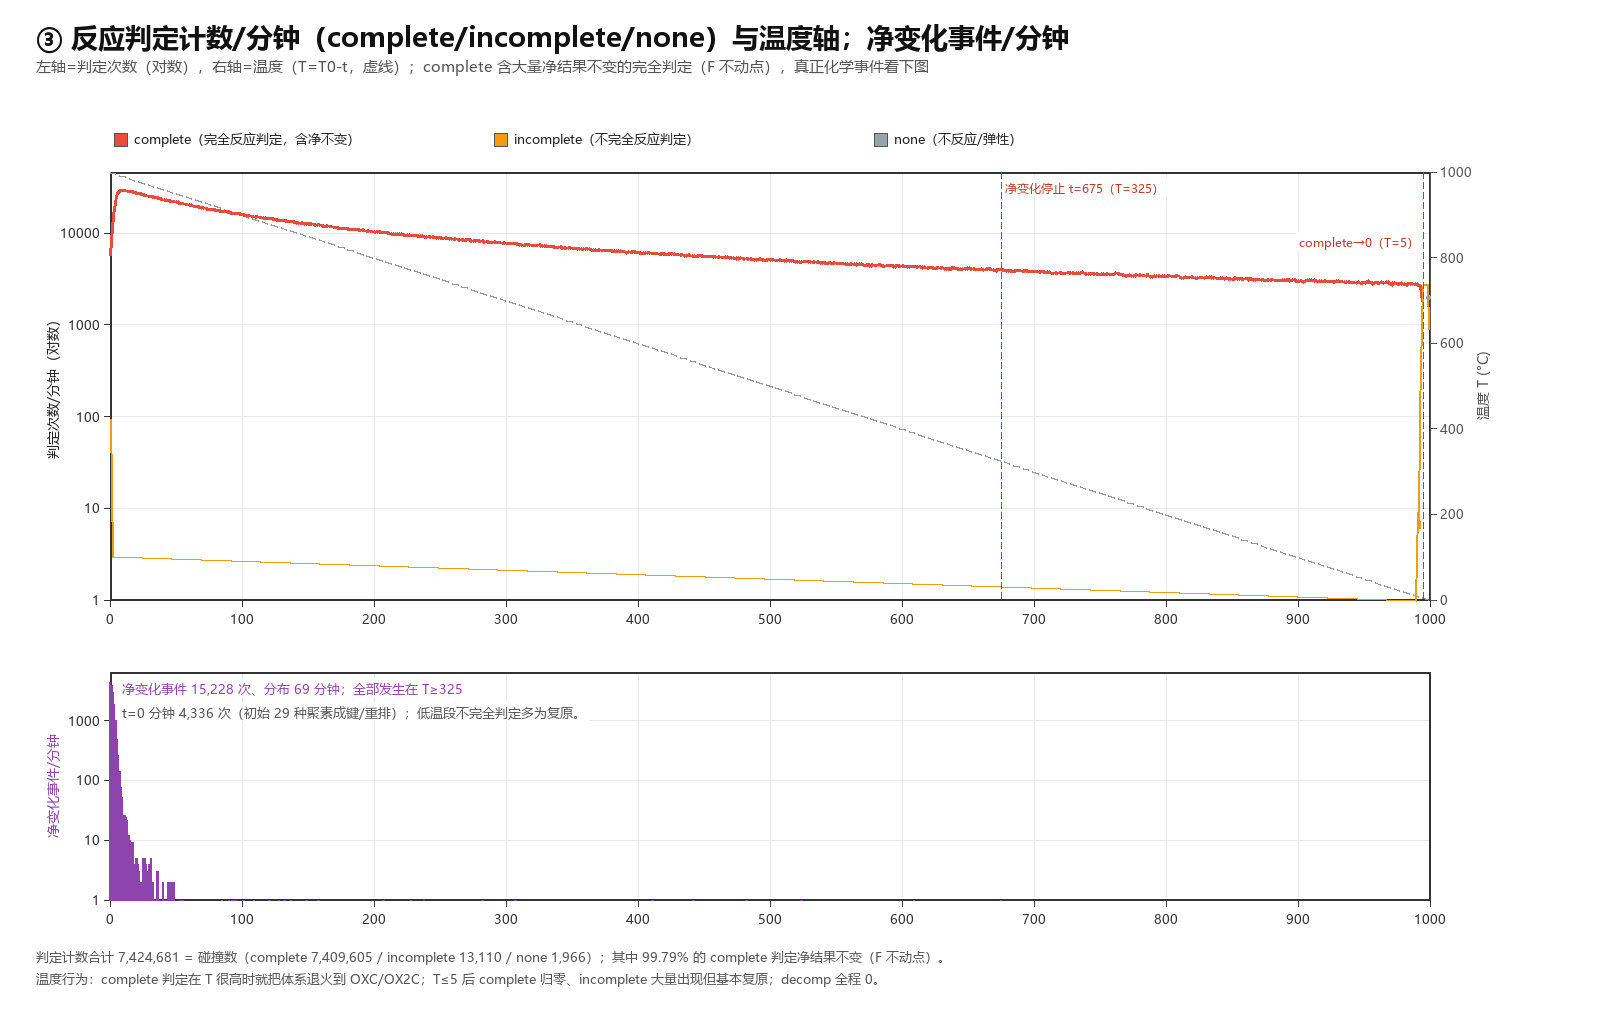 ③ 反应判定计数/分钟（complete/incomplete/none）与温度轴；净变化事件/分钟
左轴=判定次数（对数），右轴=温度（T=T0-t，虚线）；complete 含大量净结果不变的完全判定（F 不动点），真正化学事件看下图
complete（完全反应判定，含净不变）
incomplete（不完全反应判定）
none（不反应/弹性）
净变化停止 t=675（T=325）
complete→0（T=5）
判定次数/分钟（对数）
10000
1000
100
10
1
温度 T (°C)
1000
800
600
400
200
0
0 100 200 300 400 500 600 700 800 900 1000
净变化事件 15,228 次、分布 69 分钟；全部发生在 T≥325
t=0 分钟 4,336 次（初始 29 种聚素成键/重排）；低温段不完全判定多为复原。
净变化事件/分钟
1000
100
10
1
0 100 200 300 400 500 600 700 800 900 1000
判定计数合计 7,424,681 = 碰撞数（complete 7,409,605 / incomplete 13,110 / none 1,966）；其中 99.79% 的 complete 判定净结果不变（F 不动点）。
温度行为：complete 判定在 T 很高时就把体系退火到 OXC/OX2C；T≤5 后 complete 归零、incomplete 大量出现但基本复原；decomp 全程 0。